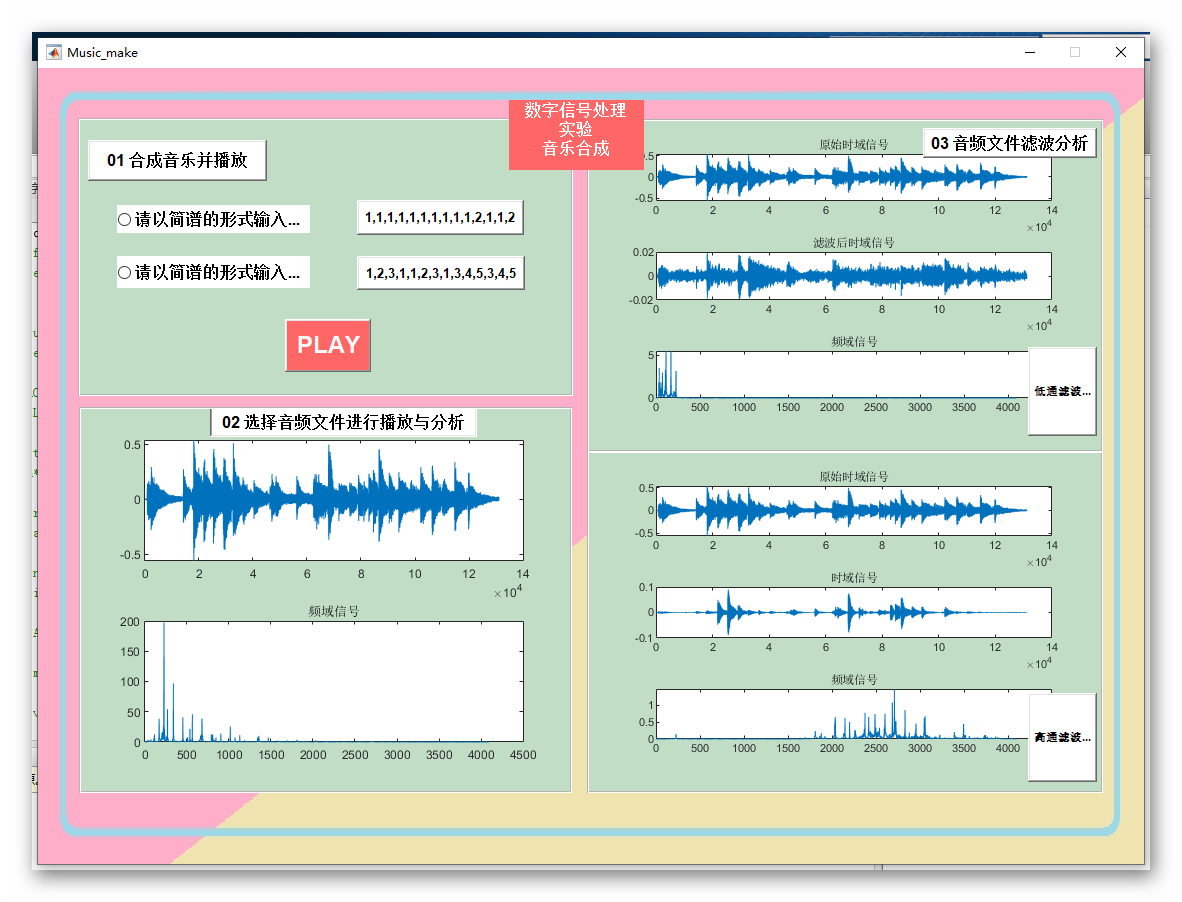 Music_make
数字信号处理
实验
音乐合成
01 合成音乐并播放
请以简谱的形式输入...
1,1,1,1,1,1,1,1,1,1,2,1,1,2
请以简谱的形式输入...
1,2,3,1,1,2,3,1,3,4,5,3,4,5
PLAY
02 选择音频文件进行播放与分析
0.5
0
-0.5
0 2 4 6 8 10 12 14
×10^4
频域信号
200
150
100
50
0
0 500 1000 1500 2000 2500 3000 3500 4000 4500
03 音频文件滤波分析
原始时域信号
0.5
0
-0.5
0 2 4 6 8 10 12 14
×10^4
滤波后时域信号
0.02
0
-0.02
0 2 4 6 8 10 12 14
×10^4
频域信号
5
0
0 500 1000 1500 2000 2500 3000 3500 4000
低通滤波...
原始时域信号
0.5
0
-0.5
0 2 4 6 8 10 12 14
×10^4
时域信号
0.1
0
-0.1
0 2 4 6 8 10 12 14
×10^4
频域信号
1
0.5
0
0 500 1000 1500 2000 2500 3000 3500 4000
高通滤波...